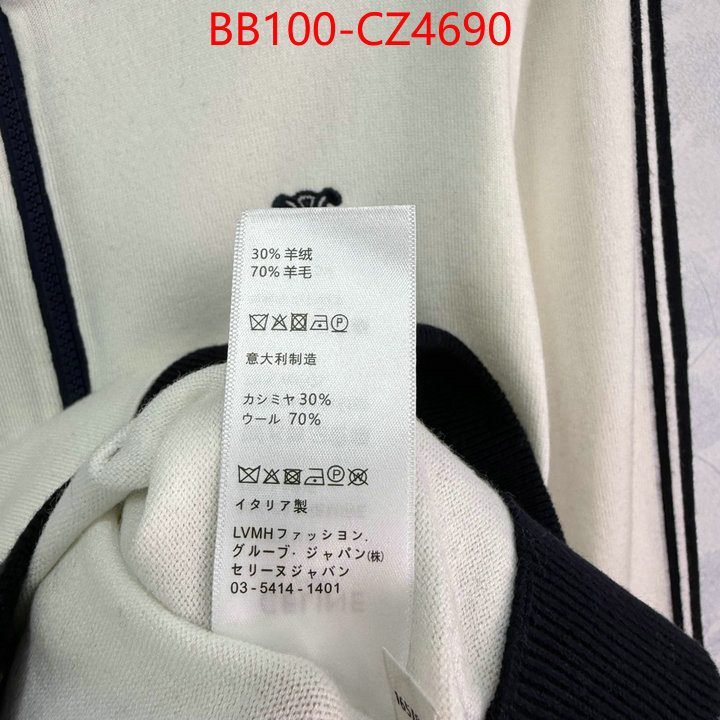 BB100-CZ4690
30% 羊绒
70% 羊毛
意大利制造
カシミヤ 30%
ウール 70%
イタリア製
LVMHファッション.
グループ・ジャパン㈱
セリーヌジャパン
03 - 5414 - 1401